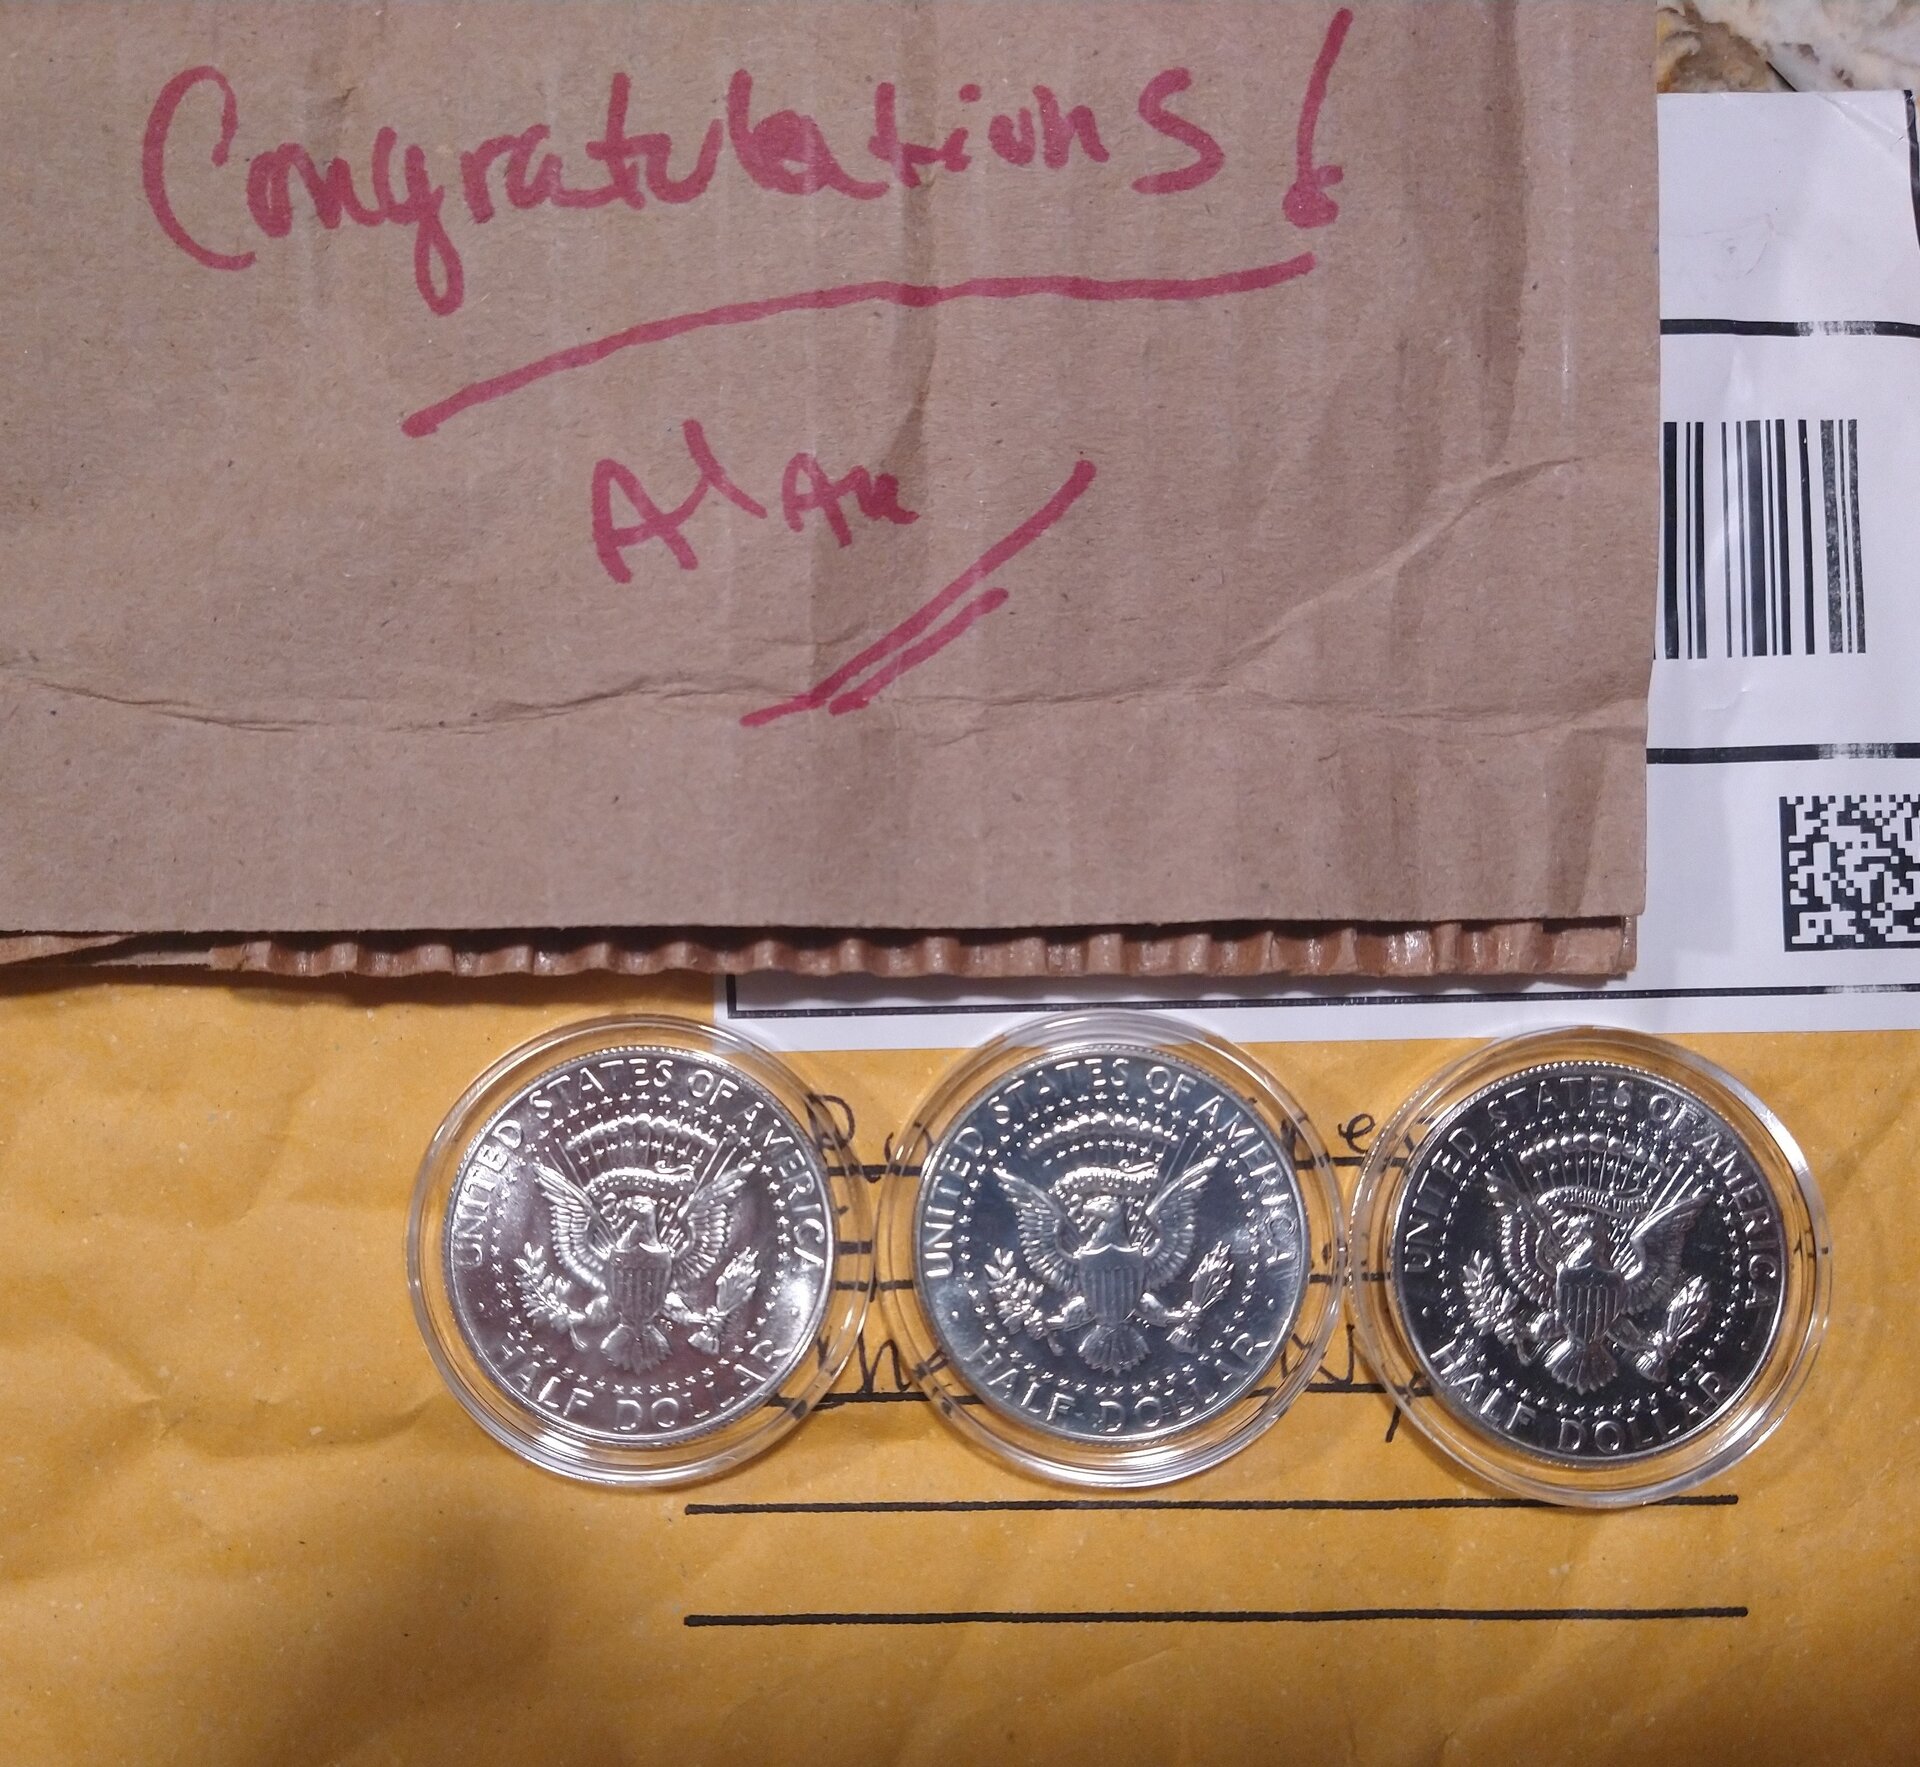 Congratulations!
Alan
UNITED STATES OF AMERICA
HALF DOLLAR
UNITED STATES OF AMERICA
HALF DOLLAR
UNITED STATES OF AMERICA
HALF DOLLAR